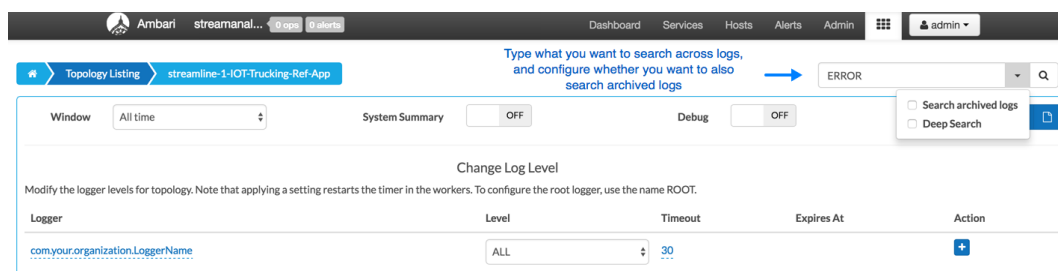 Ambari streamanal... 0 ops 0 alerts Dashboard Services Hosts Alerts Admin admin
Type what you want to search across logs,
and configure whether you want to also
search archived logs
Topology Listing streamline-1-IOT-Trucking-Ref-App ERROR
Search archived logs
Deep Search
Window All time System Summary OFF Debug OFF
Change Log Level
Modify the logger levels for topology. Note that applying a setting restarts the timer in the workers. To configure the root logger, use the name ROOT.
Logger Level Timeout Expires At Action
com.your.organization.LoggerName ALL 30